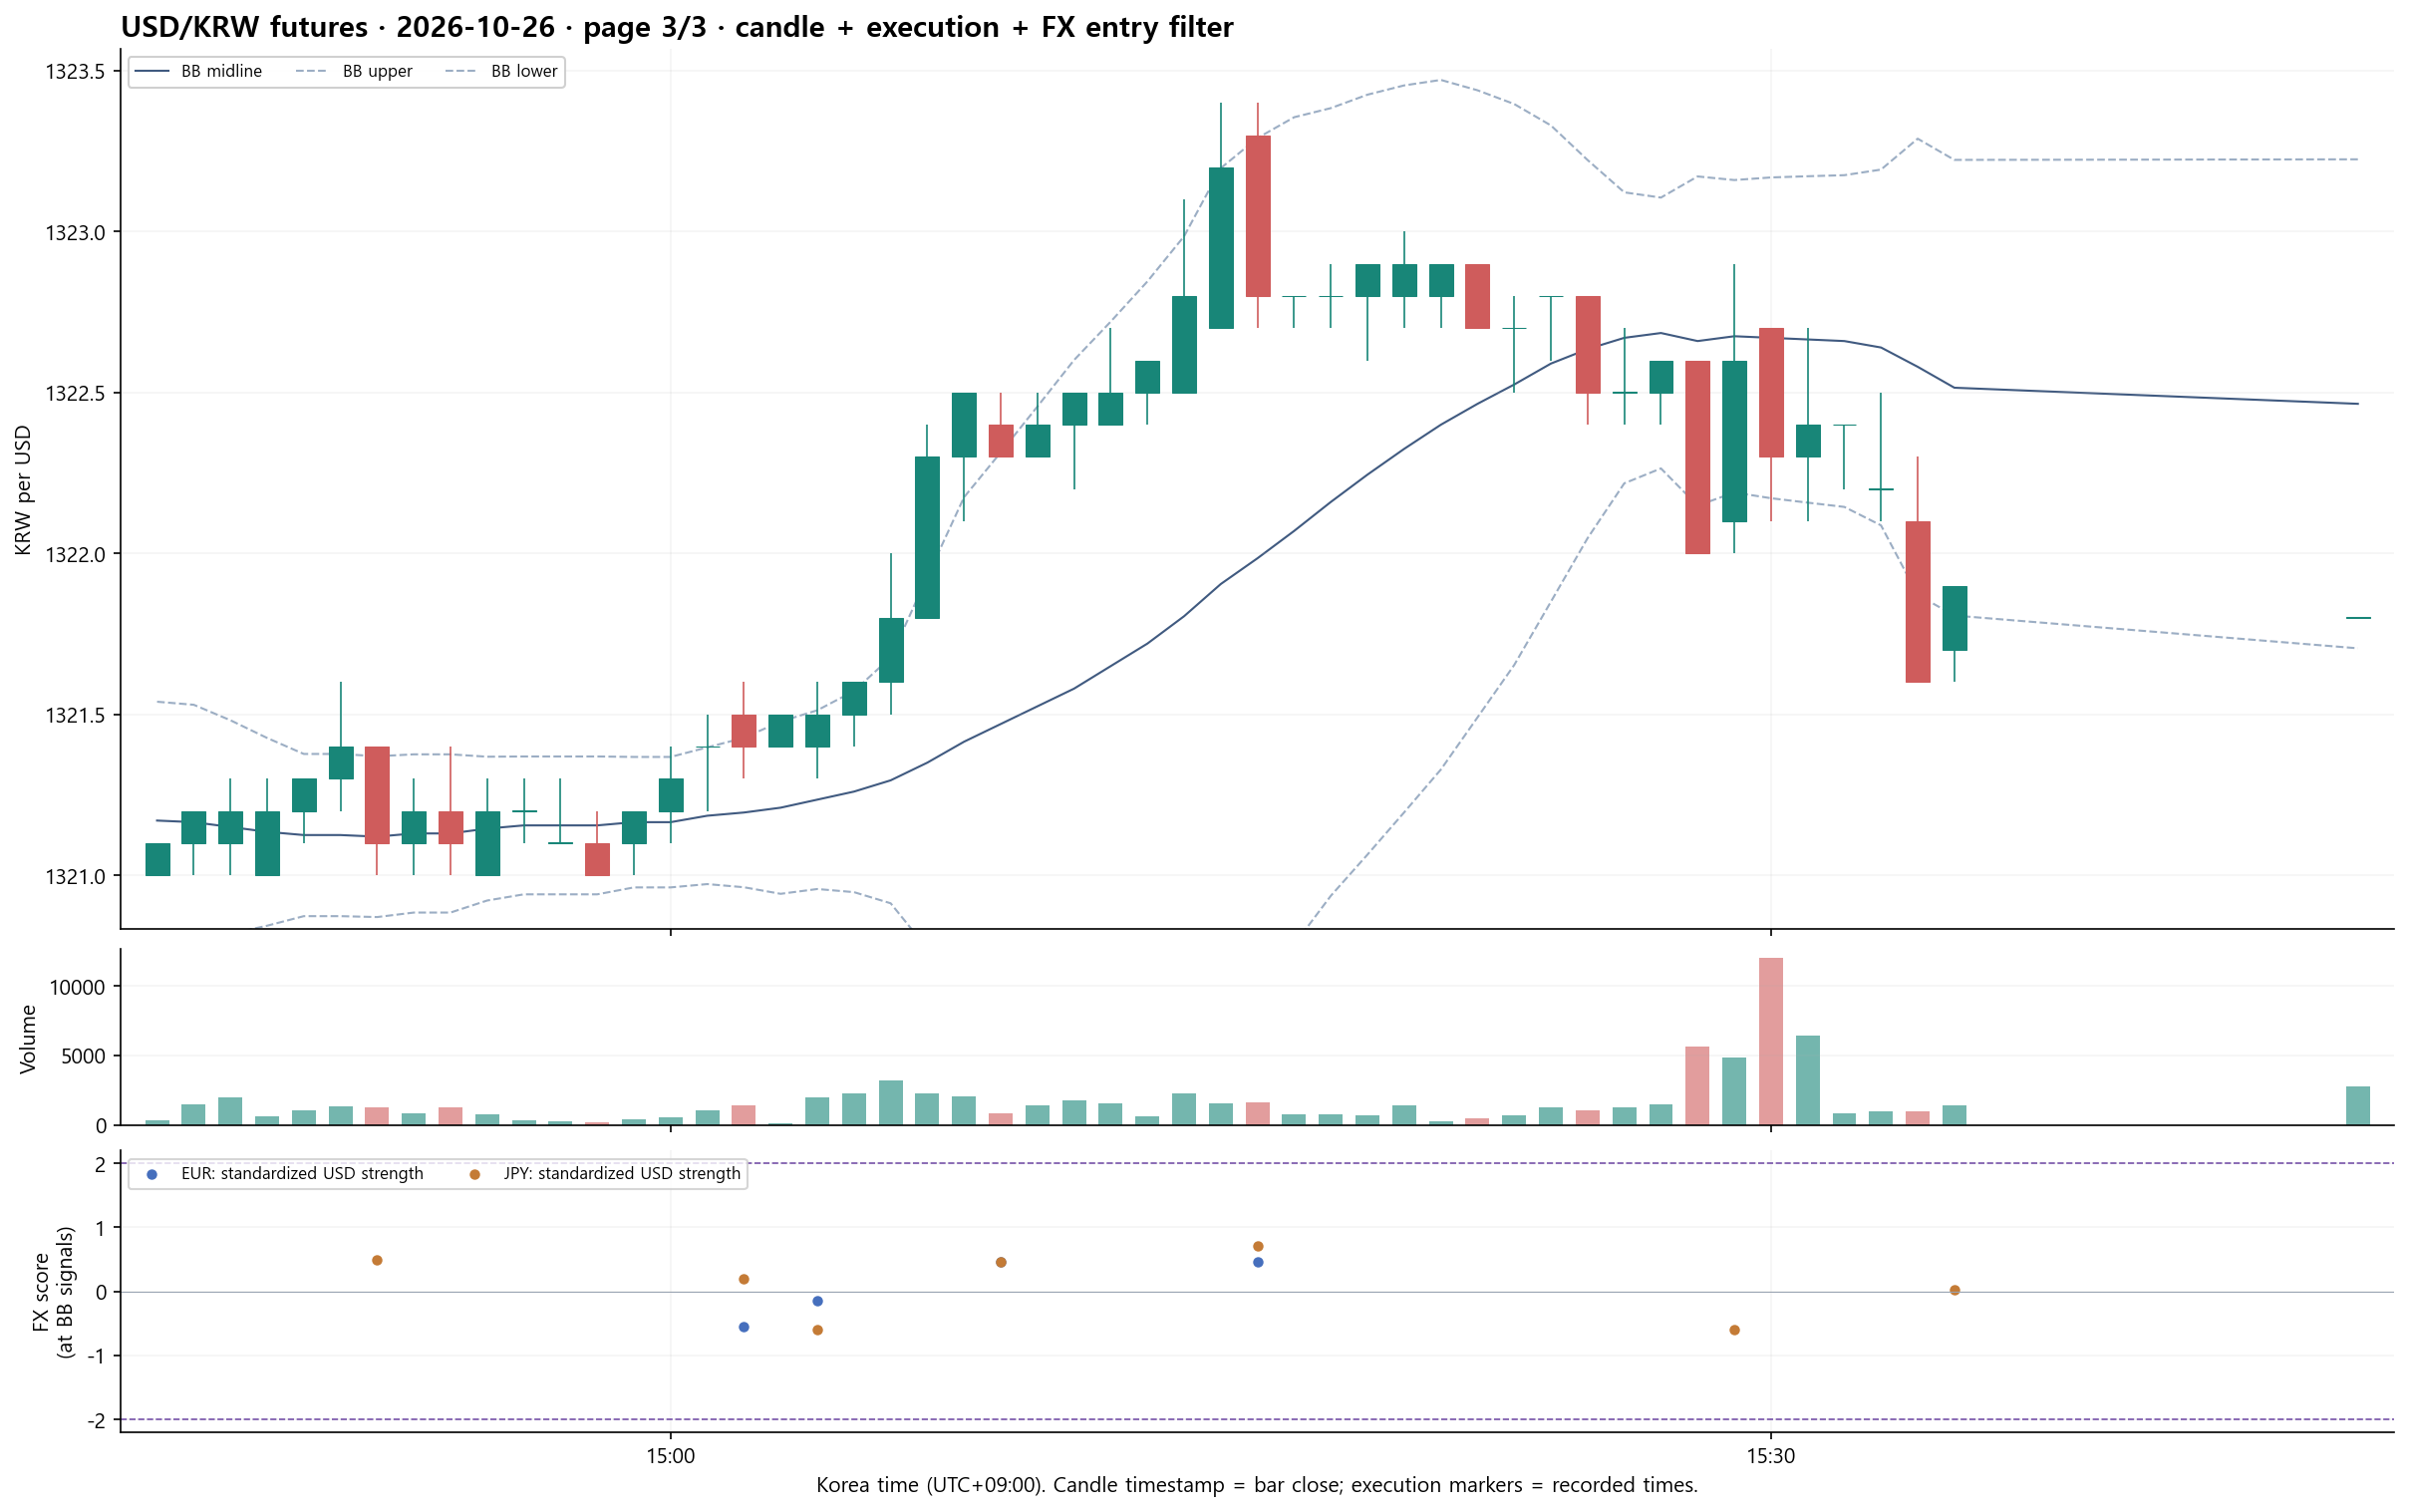 USD/KRW futures · 2026-10-26 · page 3/3 · candle + execution + FX entry filter
BB midline BB upper BB lower
1323.5
1323.0
1322.5
1322.0
1321.5
1321.0
KRW per USD
10000
5000
0
Volume
EUR: standardized USD strength JPY: standardized USD strength
2
1
0
-1
-2
FX score
(at BB signals)
15:00 15:30
Korea time (UTC+09:00). Candle timestamp = bar close; execution markers = recorded times.